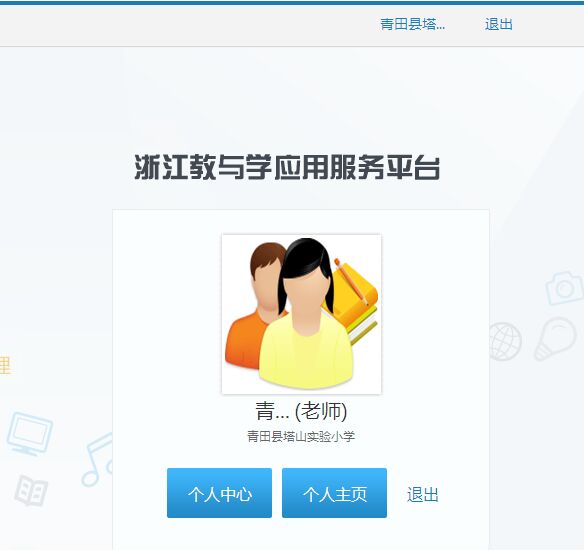 青田县塔... 退出
浙江教与学应用服务平台
理
青... (老师)
青田县塔山实验小学
个人中心 个人主页 退出